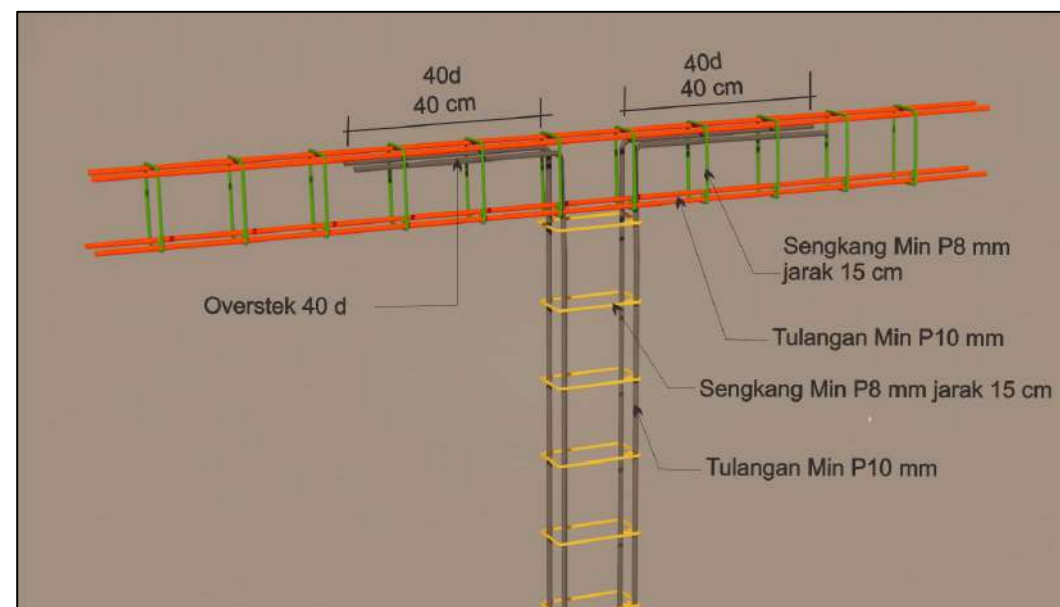 40d
40 cm
40d
40 cm
Sengkang Min P8 mm
jarak 15 cm
Overstek 40 d
Tulangan Min P10 mm
Sengkang Min P8 mm jarak 15 cm
Tulangan Min P10 mm